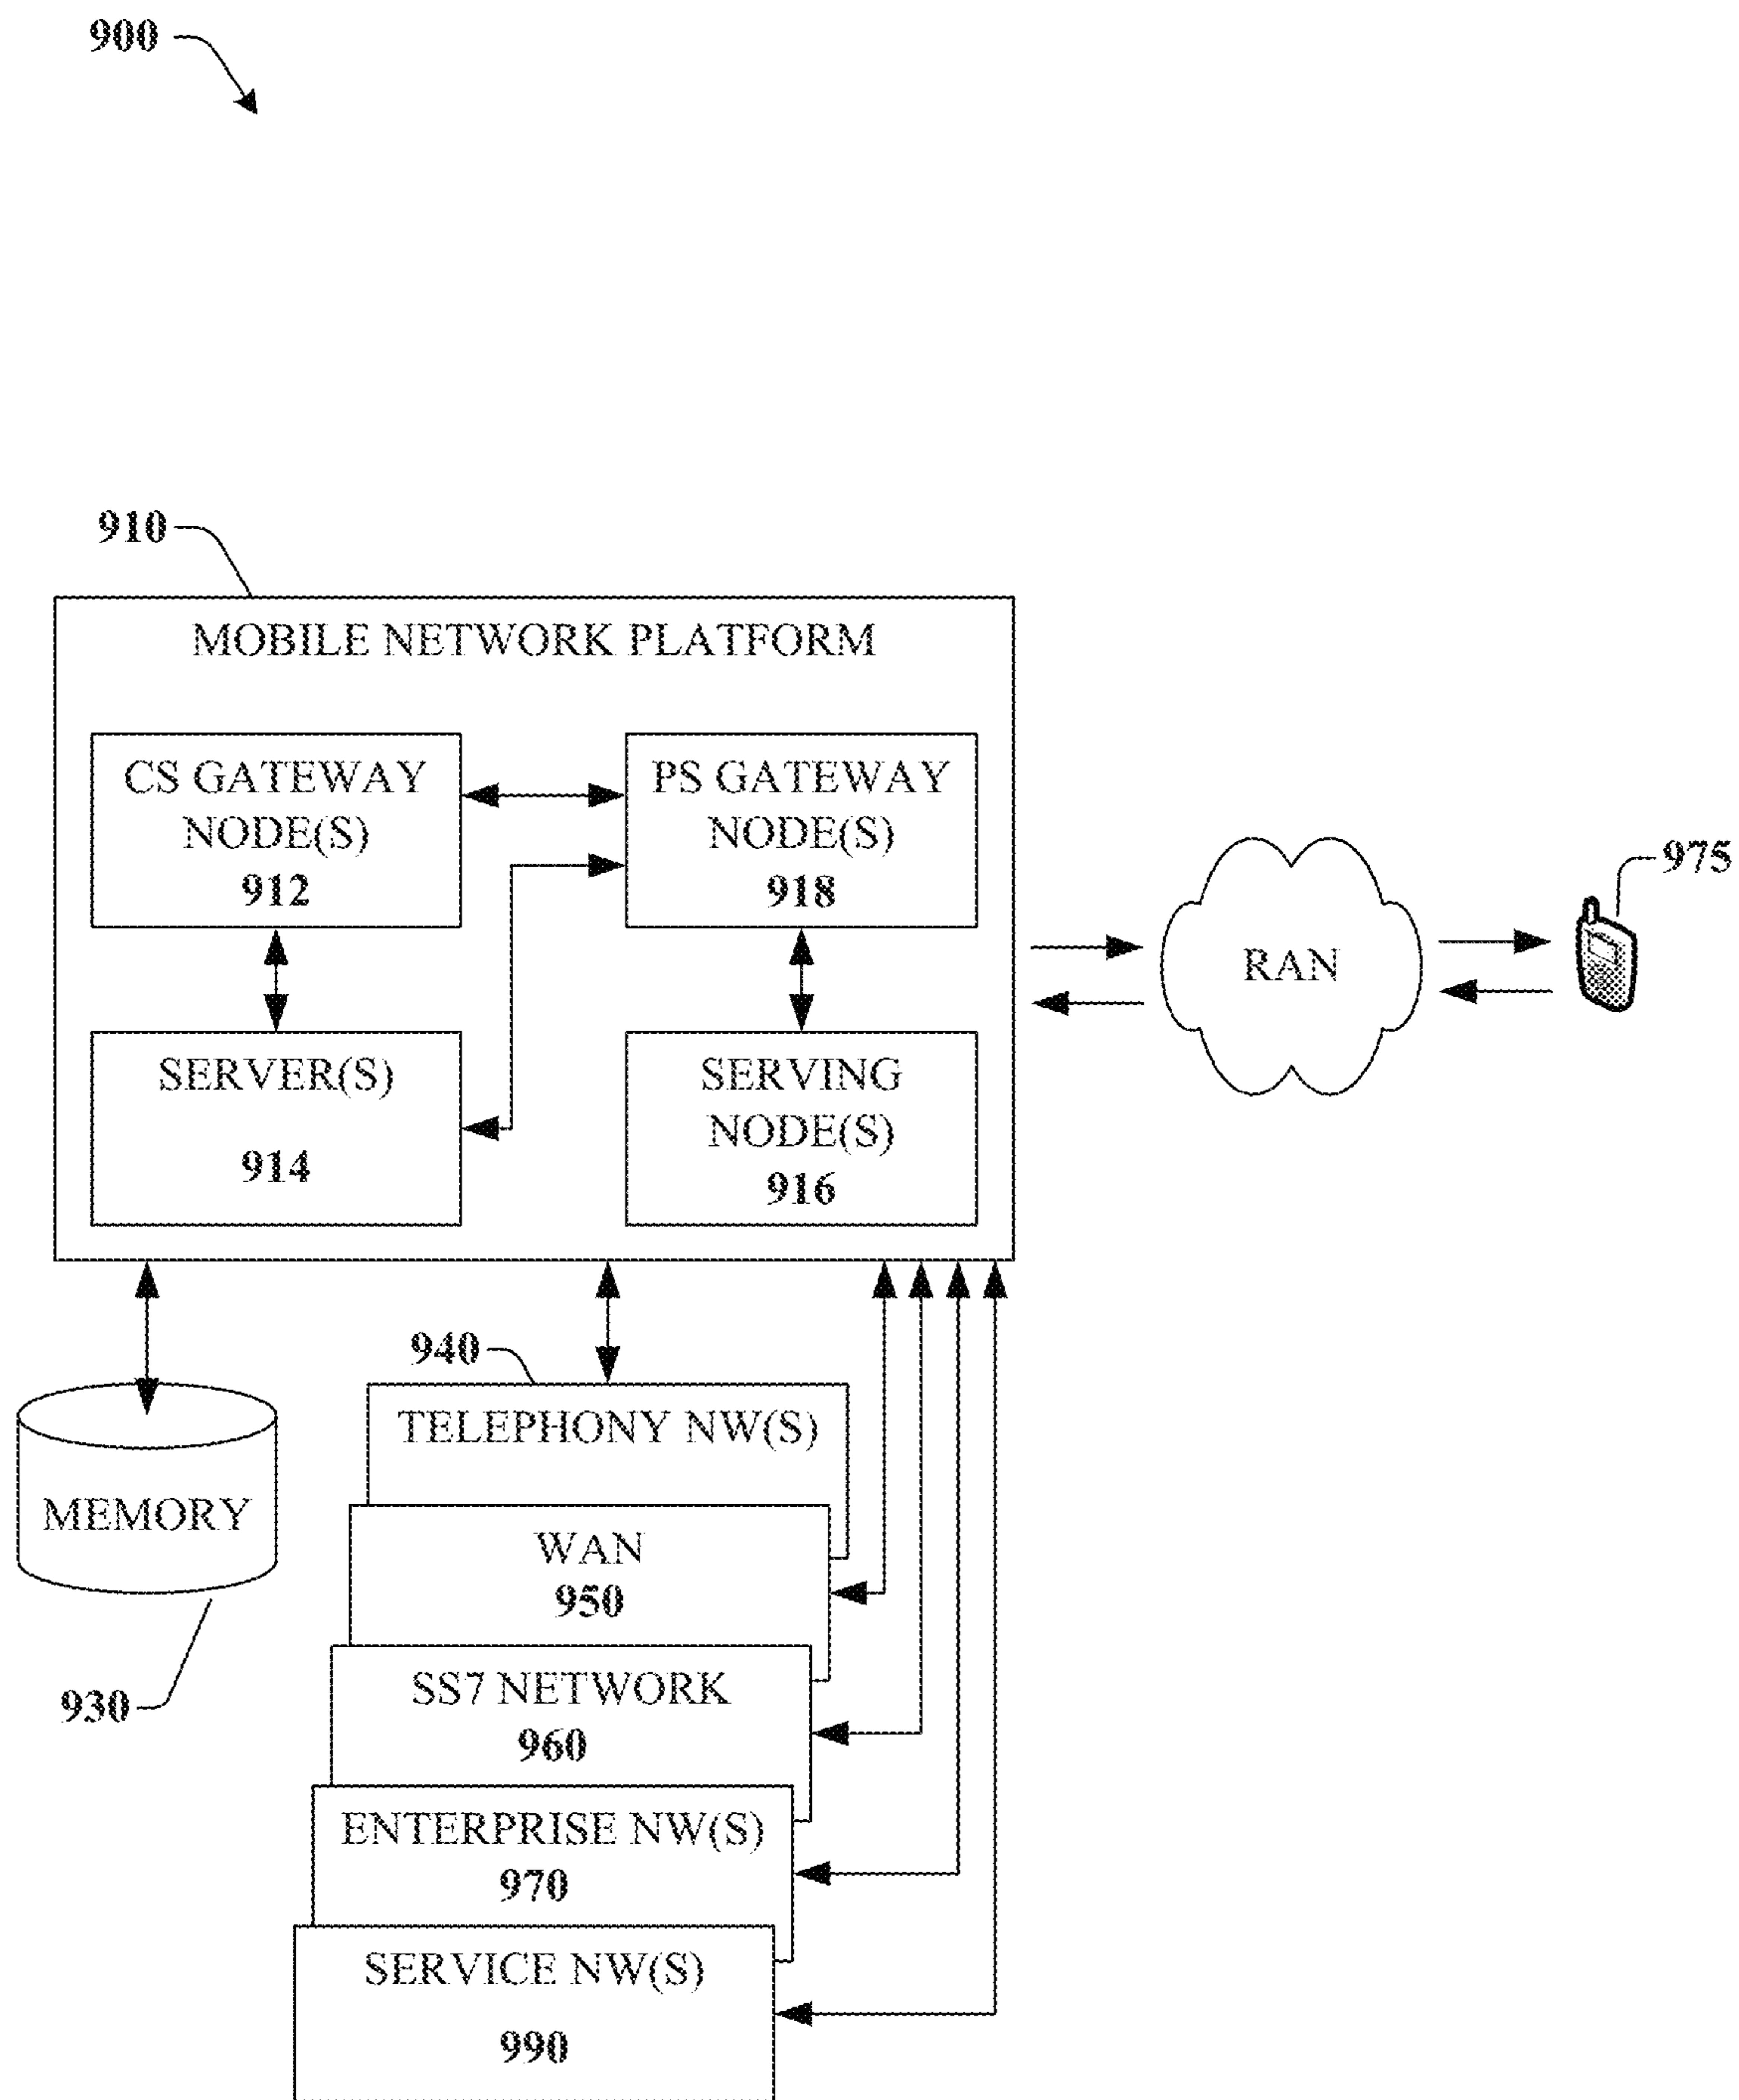 900
910
MOBILE NETWORK PLATFORM
CS GATEWAY
NODE(S)
912
PS GATEWAY
NODE(S)
918
SERVER(S)
914
SERVING
NODE(S)
916
RAN
975
940
TELEPHONY NW(S)
MEMORY
930
WAN
950
SS7 NETWORK
960
ENTERPRISE NW(S)
970
SERVICE NW(S)
990